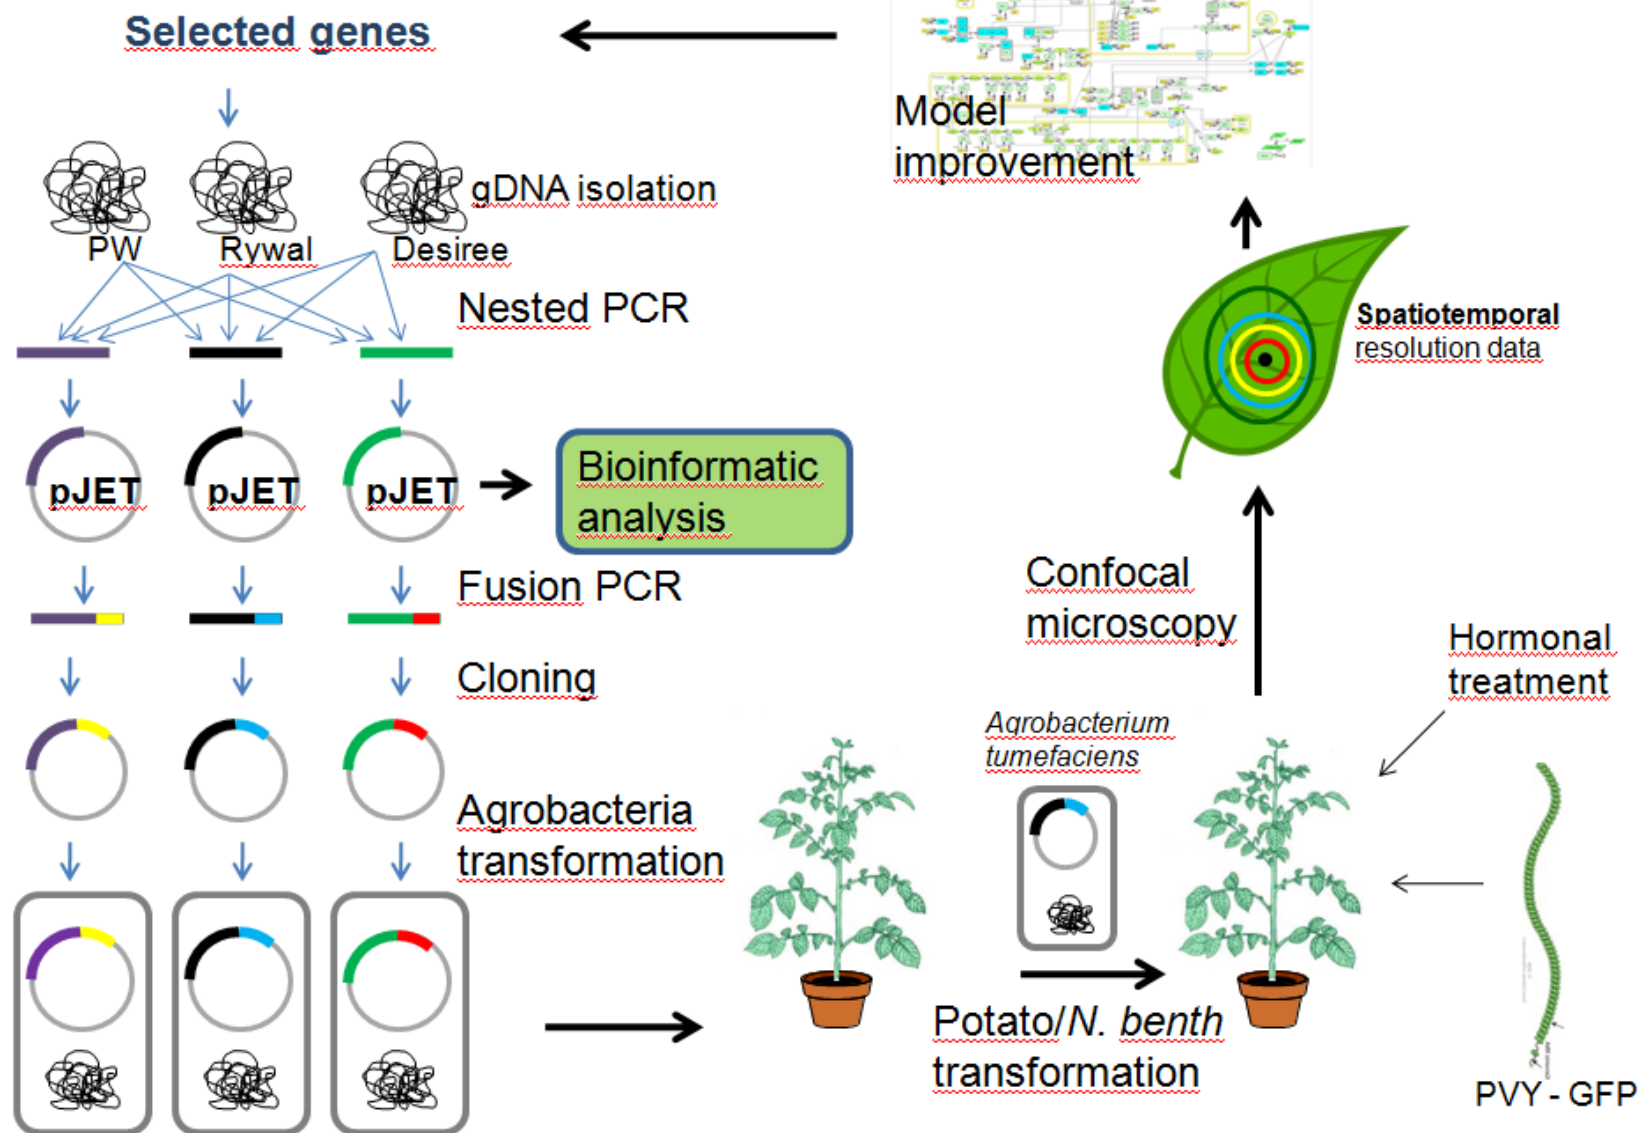 Selected genes
Model
improvement
gDNA isolation
PW
Rywal
Desiree
Nested PCR
Spatiotemporal
resolution data
pJET
pJET
pJET
Bioinformatic
analysis
Fusion PCR
Confocal
microscopy
Hormonal
treatment
Cloning
Agrobacterium
tumefaciens
Agrobacteria
transformation
Potato/N. benth
transformation
PVY - GFP